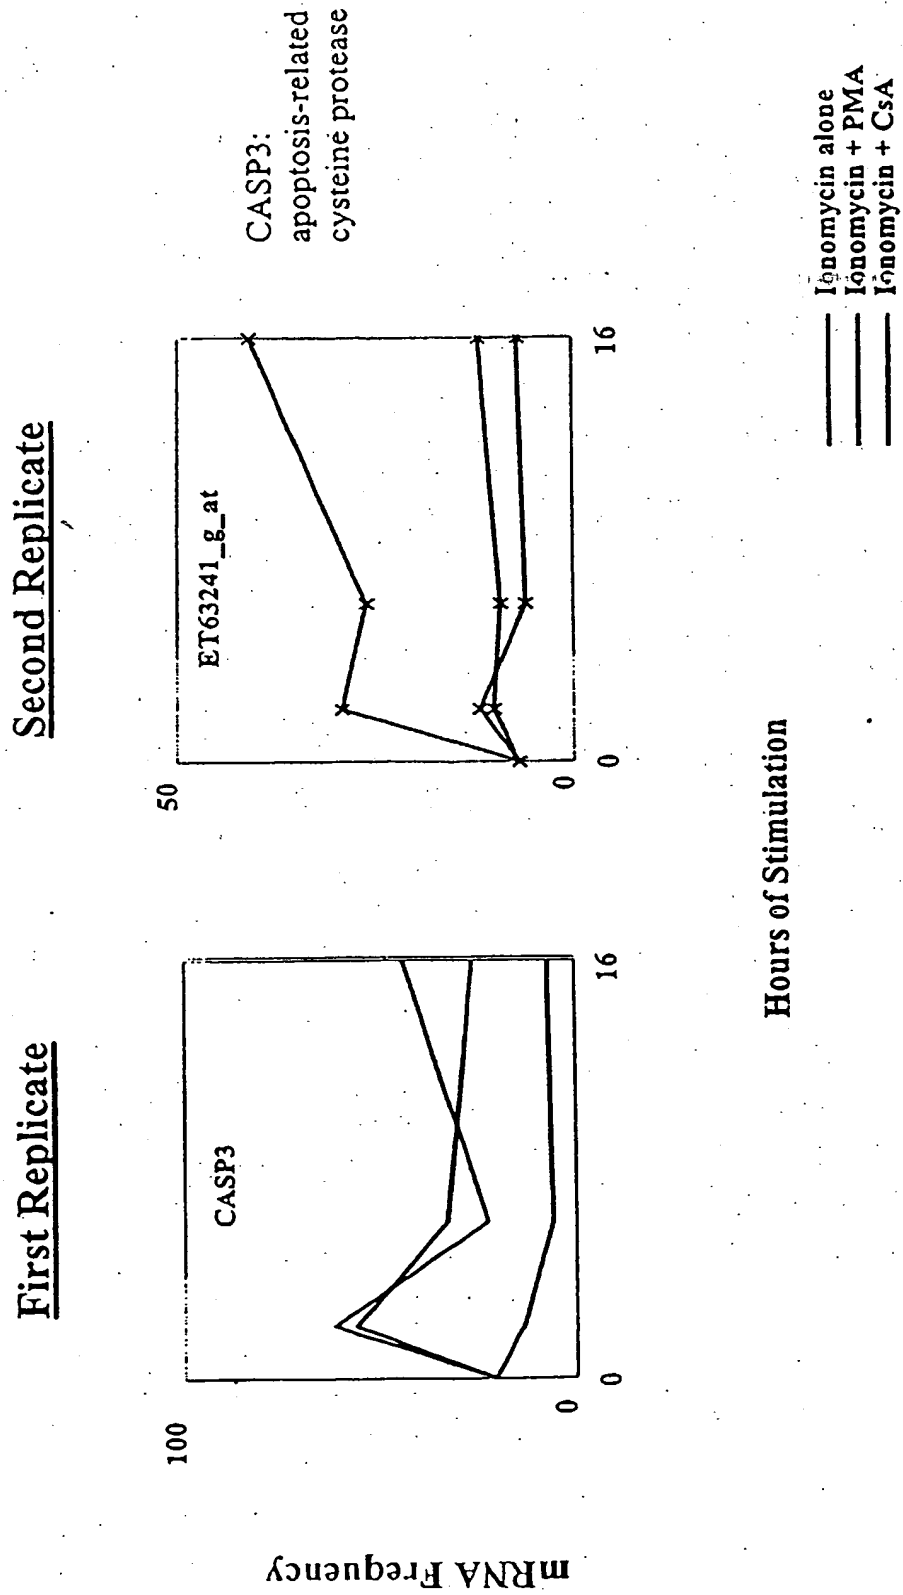 First Replicate
Second Replicate
mRNA Frequency
100
CASP3
0
0
16
50
ET63241_g_at
0
0
16
CASP3:
apoptosis-related
cysteine protease
Hours of Stimulation
Ionomycin alone
Ionomycin + PMA
Ionomycin + CsA